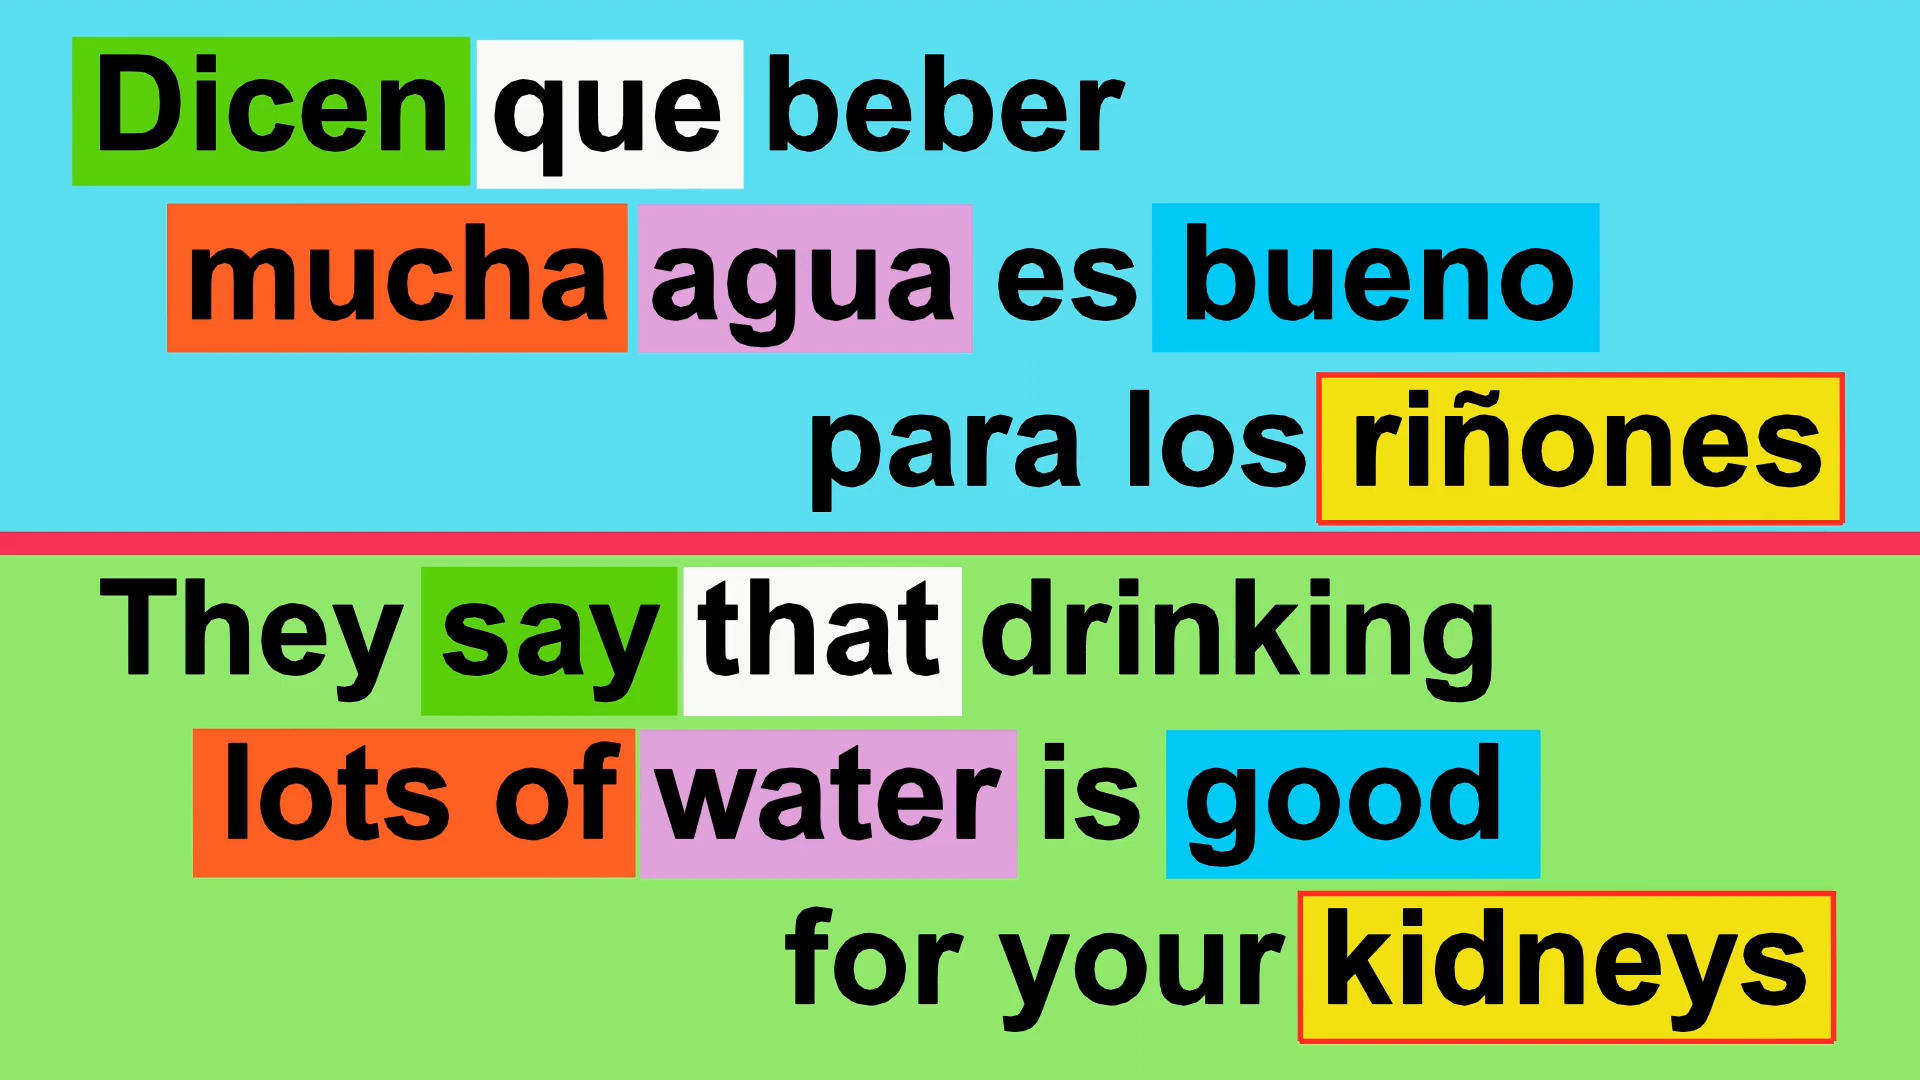 Dicen que beber
mucha agua es bueno
para los riñones
They say that drinking
lots of water is good
for your kidneys